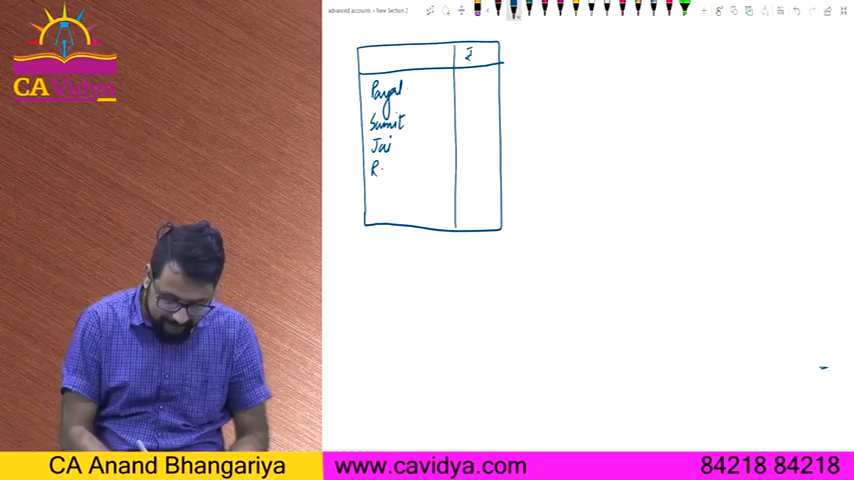 advanced accounts » New Section 2
CA Vidya
₹
Payal
Sumit
Jai
R.
CA Anand Bhangariya
www.cavidya.com
84218 84218